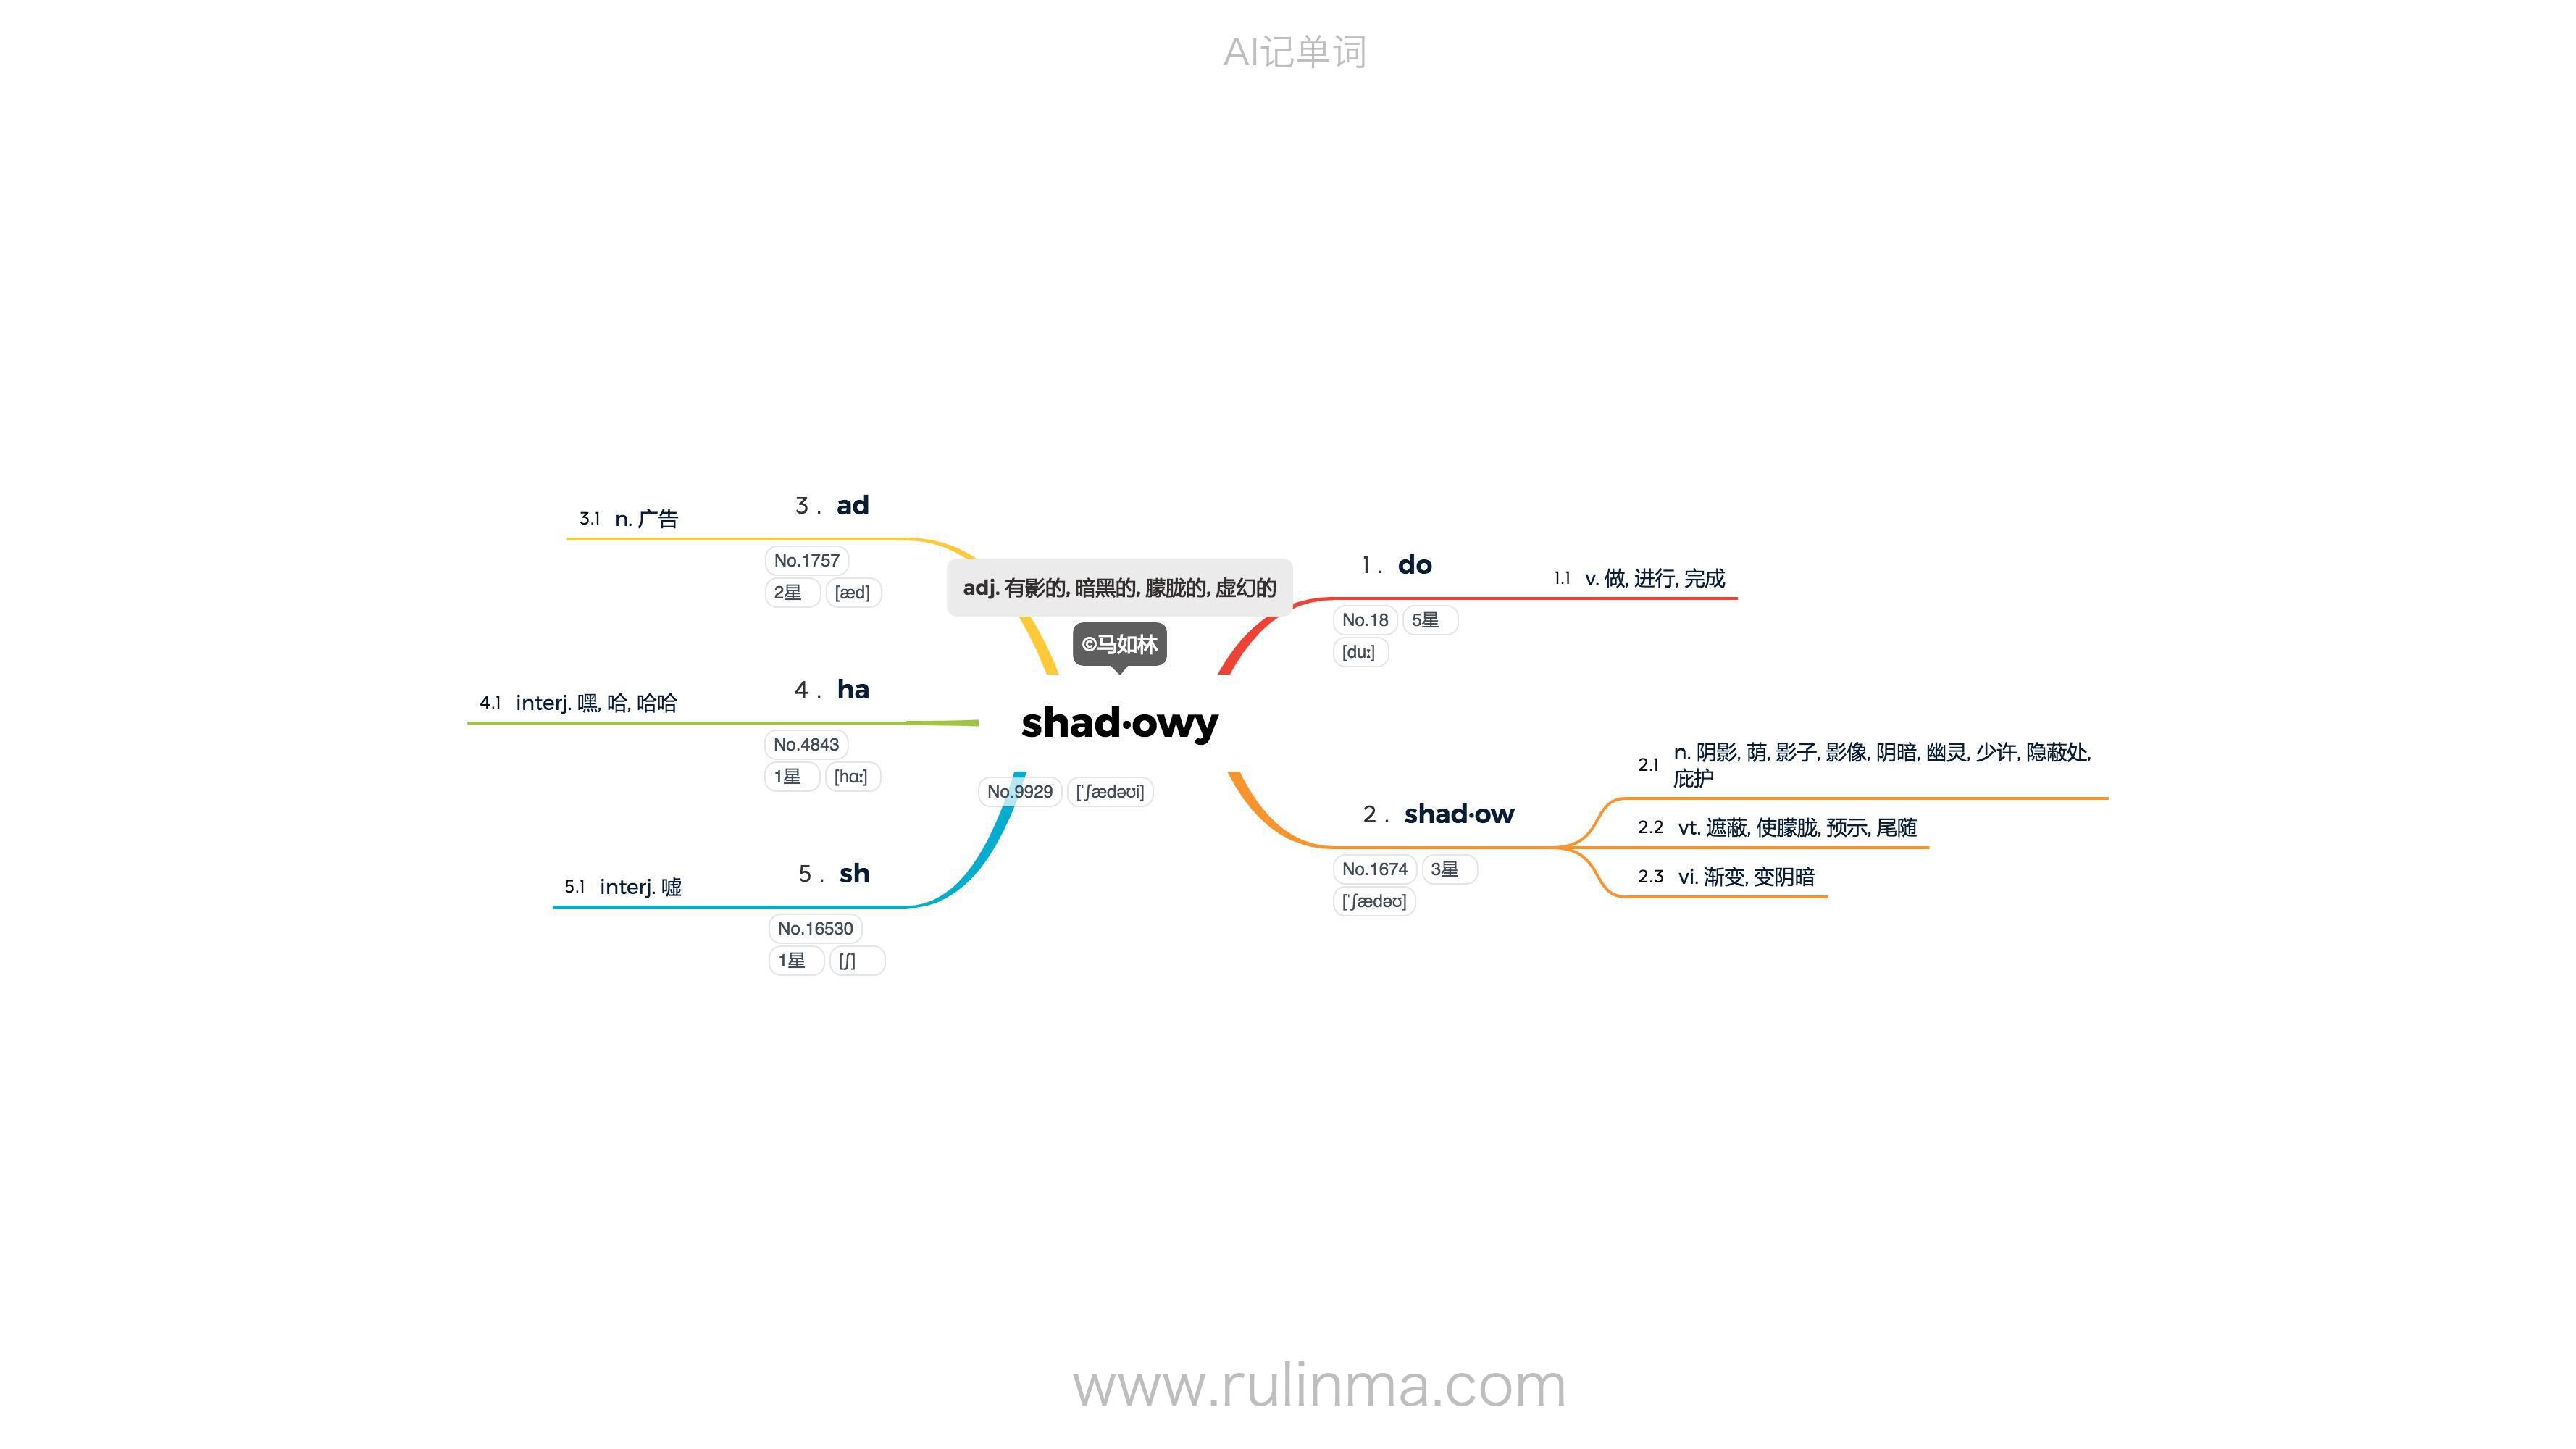 AI记单词
3 . ad
3.1 n. 广告
No.1757
2星 [æd]
adj. 有影的, 暗黑的, 朦胧的, 虚幻的
©马如林
1 . do
1.1 v. 做, 进行, 完成
No.18 5星
[duː]
4 . ha
4.1 interj. 嘿, 哈, 哈哈
No.4843
1星 [hɑː]
shad·owy
No.9929 [ˈʃædəʊi]
2 . shad·ow
No.1674 3星
[ˈʃædəʊ]
2.1 n. 阴影, 荫, 影子, 影像, 阴暗, 幽灵, 少许, 隐蔽处,
庇护
2.2 vt. 遮蔽, 使朦胧, 预示, 尾随
2.3 vi. 渐变, 变阴暗
5 . sh
5.1 interj. 嘘
No.16530
1星 [ʃ]
www.rulinma.com